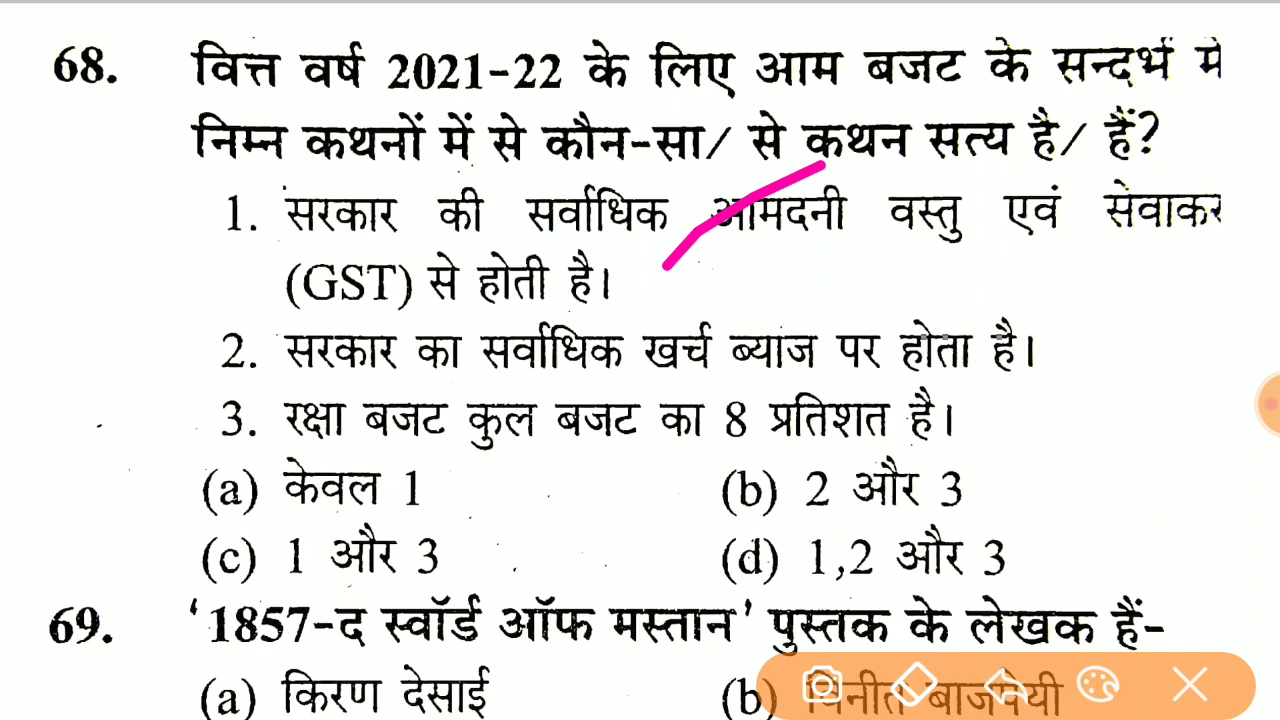 68. वित्त वर्ष 2021-22 के लिए आम बजट के सन्दर्भ में
निम्न कथनों में से कौन-सा/ से कथन सत्य है/ हैं?
1. सरकार की सर्वाधिक आमदनी वस्तु एवं सेवाकर
(GST) से होती है।
2. सरकार का सर्वाधिक खर्च ब्याज पर होता है।
3. रक्षा बजट कुल बजट का 8 प्रतिशत है।
(a) केवल 1 (b) 2 और 3
(c) 1 और 3 (d) 1,2 और 3
69. '1857-द स्वॉर्ड ऑफ मस्तान' पुस्तक के लेखक हैं-
(a) किरण देसाई (b) विनीत बाजपेयी